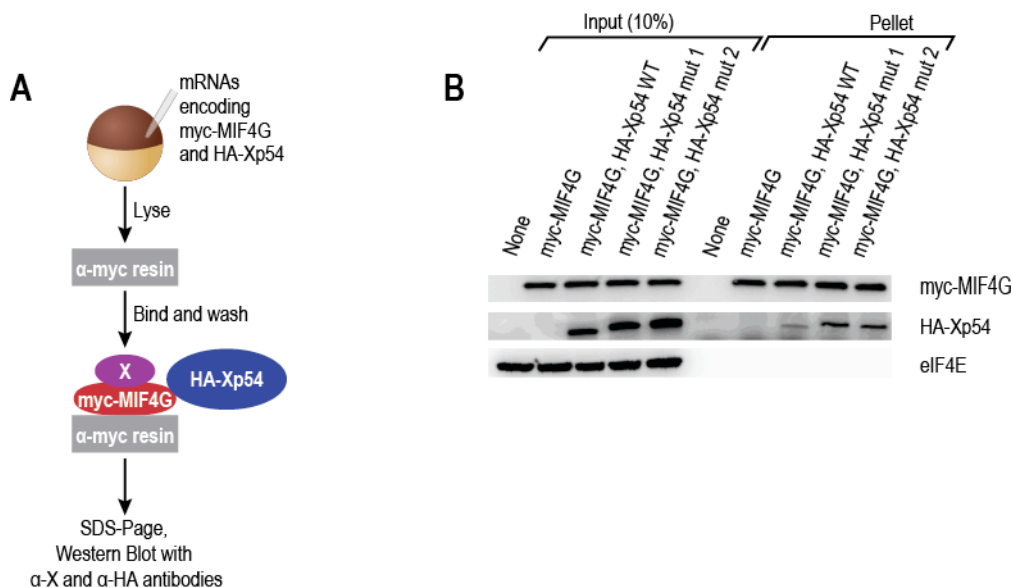 A
mRNAs
encoding
myc-MIF4G
and HA-Xp54
Lyse
α-myc resin
Bind and wash
X
HA-Xp54
myc-MIF4G
α-myc resin
SDS-Page,
Western Blot with
α-X and α-HA antibodies
B
Input (10%)
Pellet
None
myc-MIF4G
myc-MIF4G, HA-Xp54 WT
myc-MIF4G, HA-Xp54 mut 1
myc-MIF4G, HA-Xp54 mut 2
None
myc-MIF4G
myc-MIF4G, HA-Xp54 WT
myc-MIF4G, HA-Xp54 mut 1
myc-MIF4G, HA-Xp54 mut 2
myc-MIF4G
HA-Xp54
eIF4E